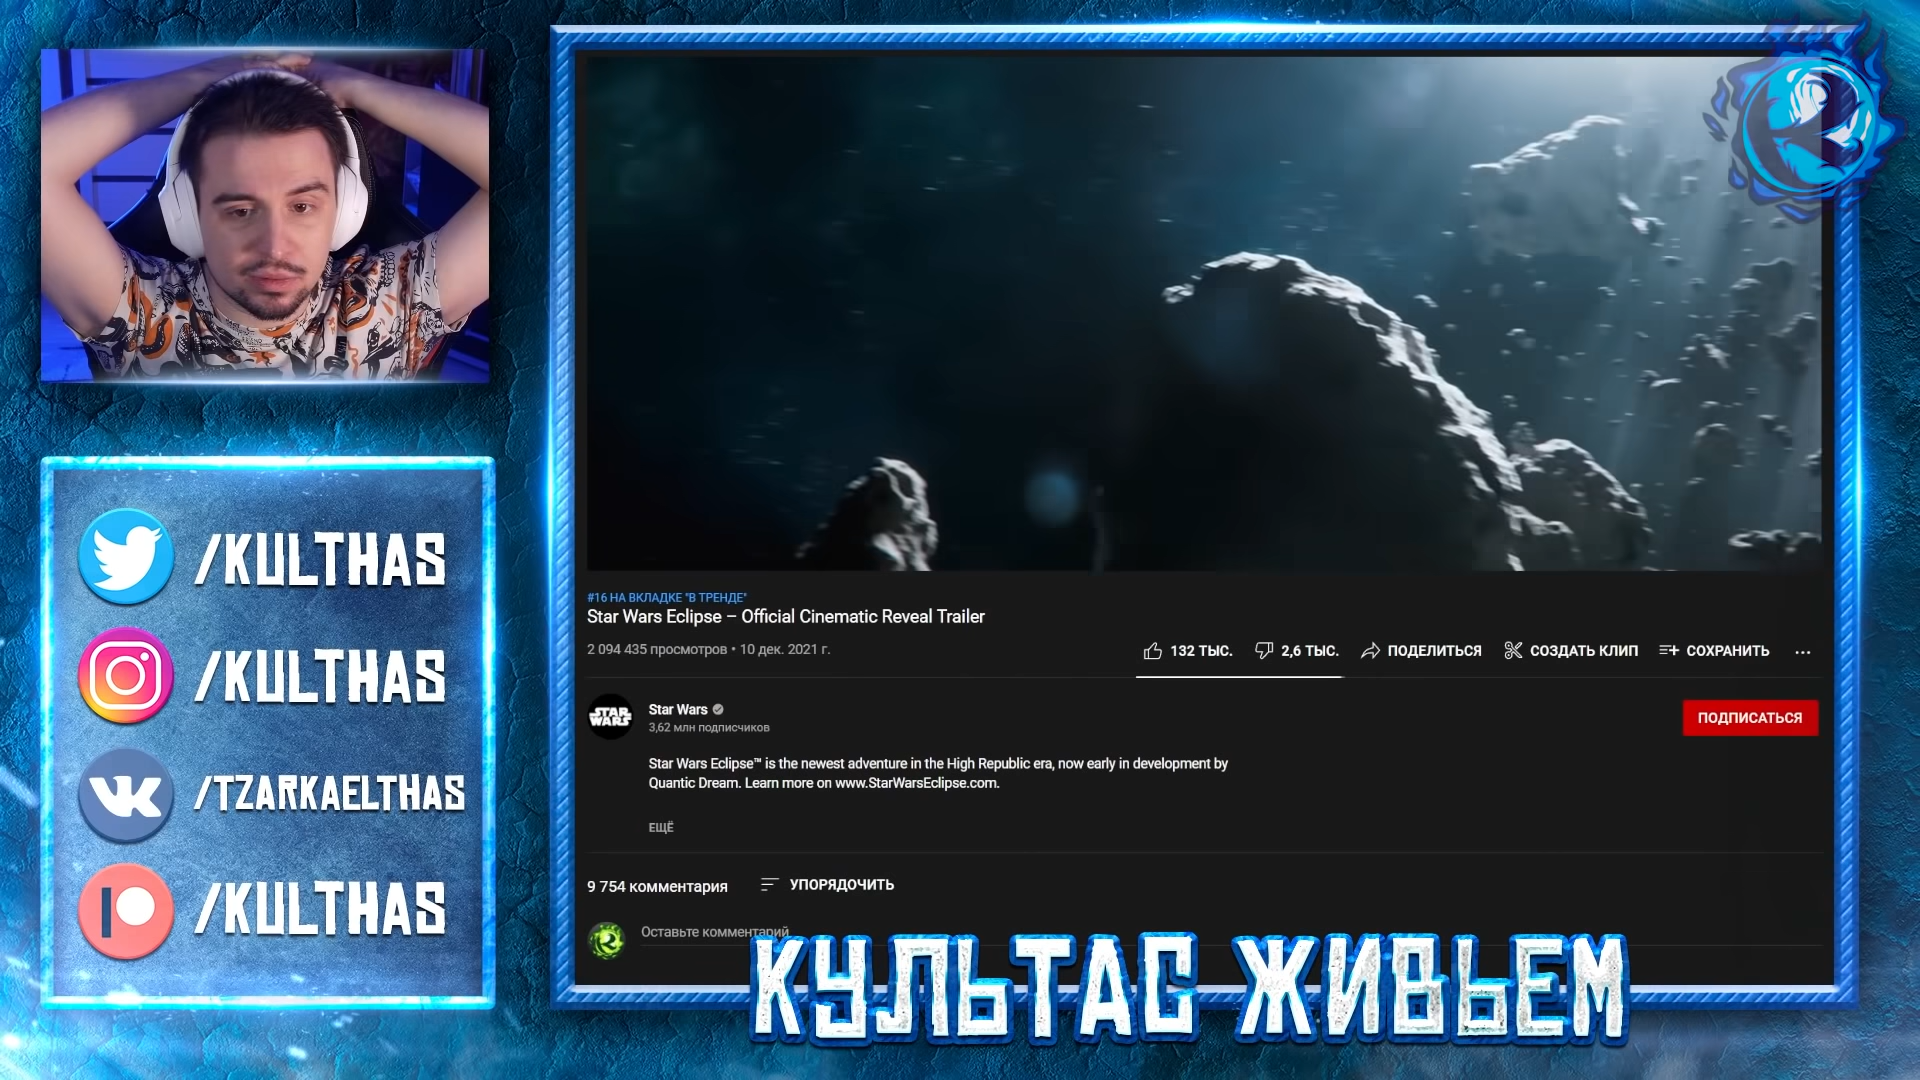 /KULTHAS
/KULTHAS
/TZARKAELTHAS
/KULTHAS
#16 НА ВКЛАДКЕ "В ТРЕНДЕ"
Star Wars Eclipse – Official Cinematic Reveal Trailer
2 094 435 просмотров • 10 дек. 2021 г.
132 ТЫС. 2,6 ТЫС. ПОДЕЛИТЬСЯ СОЗДАТЬ КЛИП СОХРАНИТЬ ...
STAR WARS
Star Wars
3,62 млн подписчиков
ПОДПИСАТЬСЯ
Star Wars Eclipse™ is the newest adventure in the High Republic era, now early in development by
Quantic Dream. Learn more on www.StarWarsEclipse.com.
ЕЩЁ
9 754 комментария УПОРЯДОЧИТЬ
Оставьте комментарий
КУЛЬТАС ЖИВЬЕМ